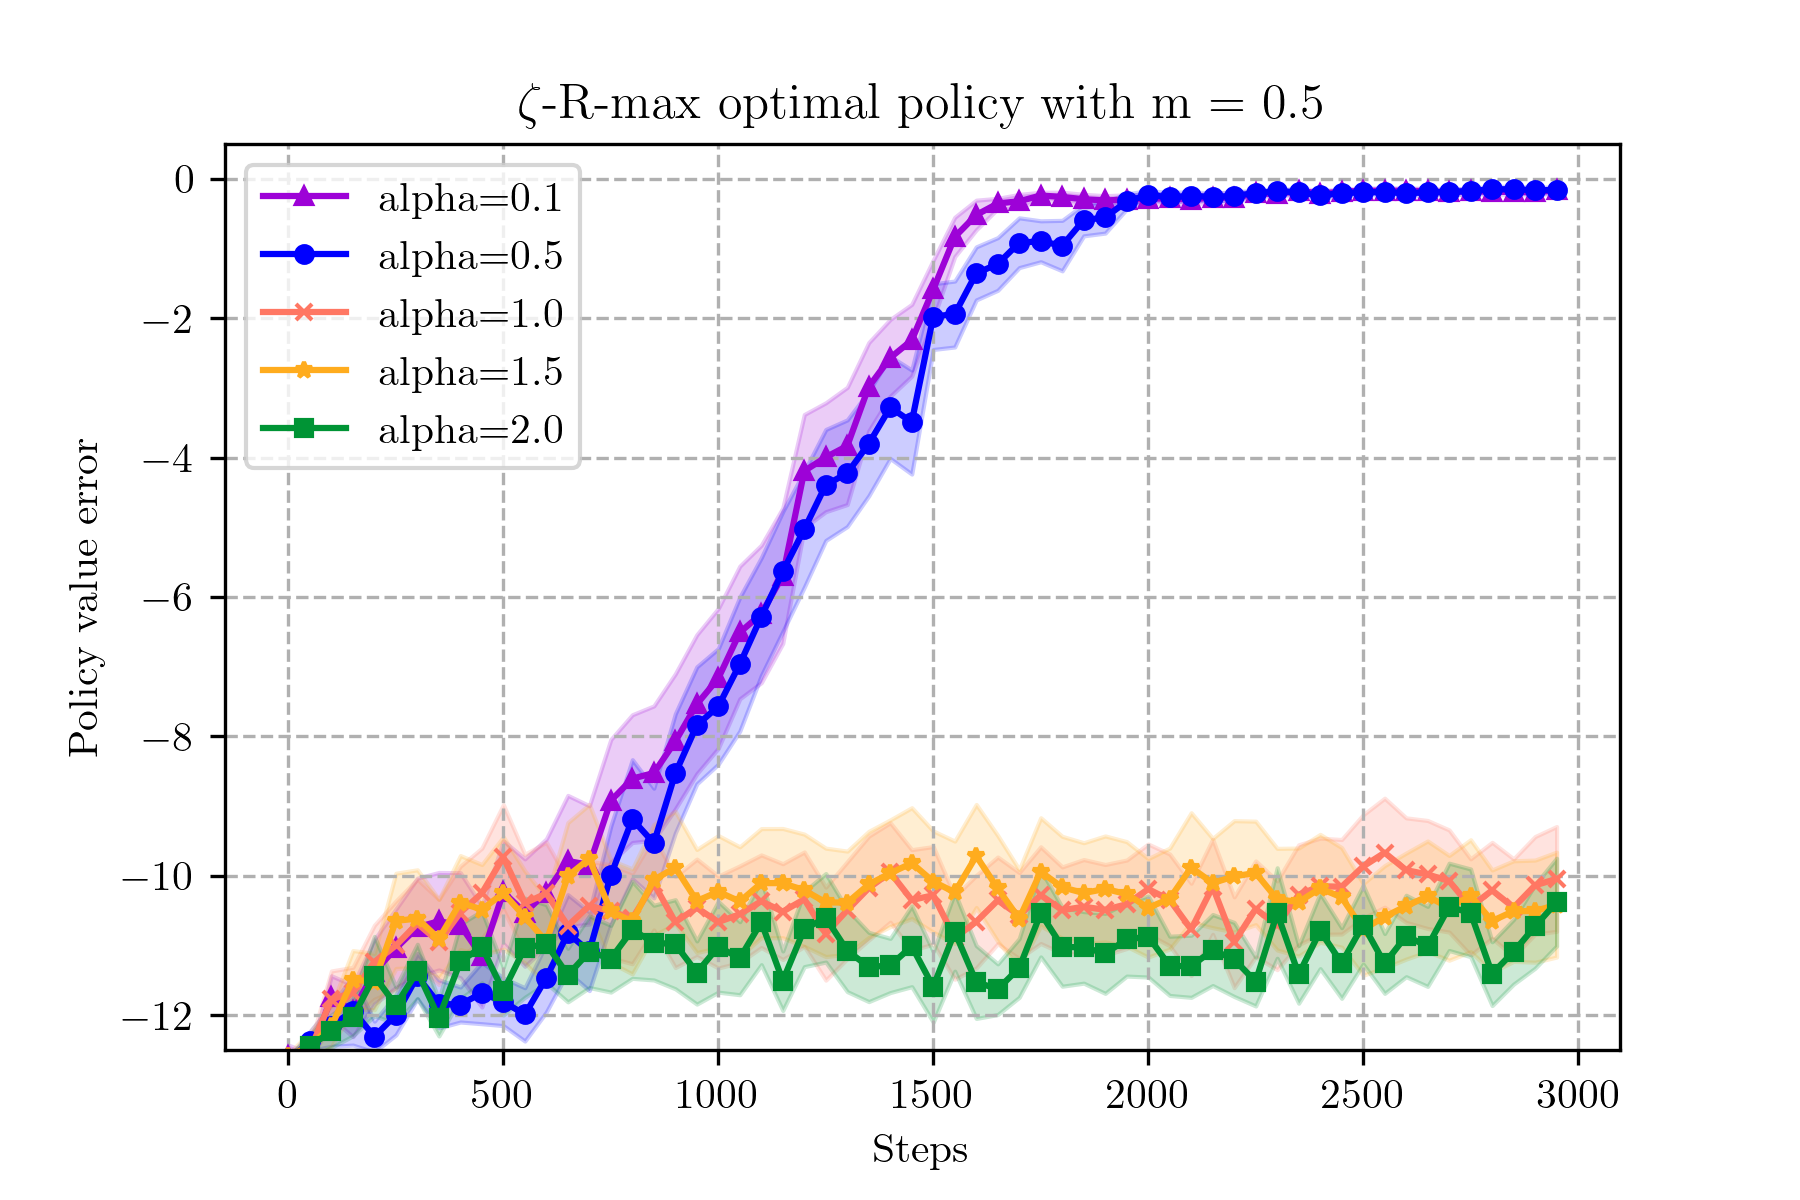 ζ-R-max optimal policy with m = 0.5
alpha=0.1
alpha=0.5
alpha=1.0
alpha=1.5
alpha=2.0
Policy value error
0
−2
−4
−6
−8
−10
−12
0 500 1000 1500 2000 2500 3000
Steps